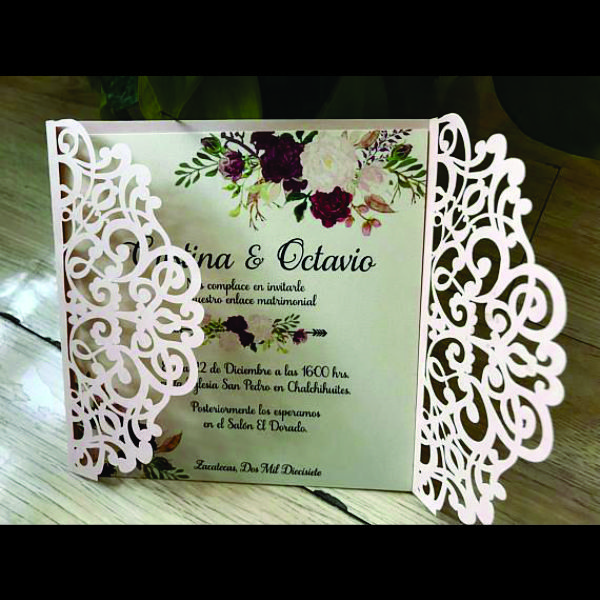 & Octavio
complace en invitarle
nuestro enlace matrimonial
12 de Diciembre a las 1600 hrs.
Iglesia San Pedro en Chalchihuites.
Posteriormente los esperamos
en el Salón El Dorado.
Zacatecas, Dos Mil Diecisiete